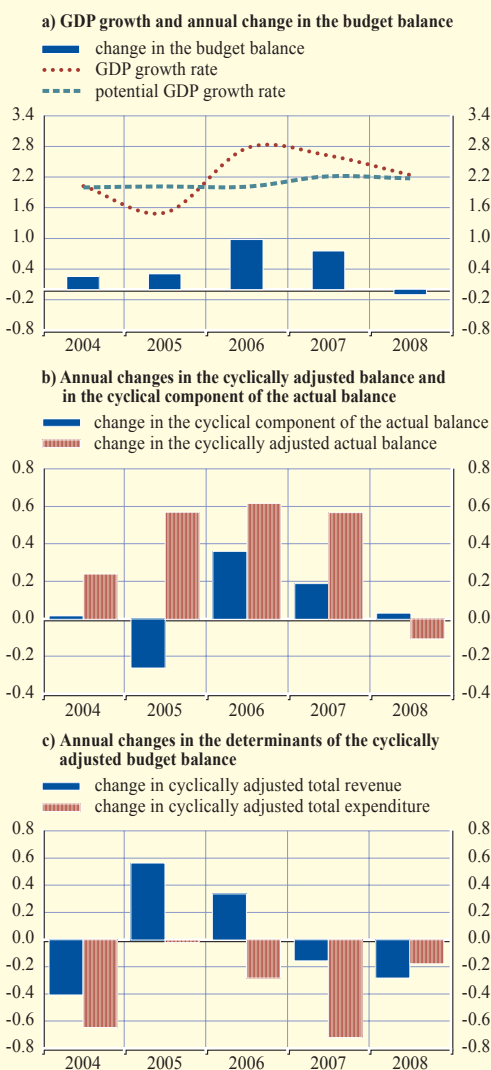 a) GDP growth and annual change in the budget balance
change in the budget balance
GDP growth rate
potential GDP growth rate
3.4 3.4
2.8 2.8
2.2 2.2
1.6 1.6
1.0 1.0
0.4 0.4
-0.2 -0.2
-0.8 -0.8
2004 2005 2006 2007 2008
b) Annual changes in the cyclically adjusted balance and
in the cyclical component of the actual balance
change in the cyclical component of the actual balance
change in the cyclically adjusted actual balance
0.8 0.8
0.6 0.6
0.4 0.4
0.2 0.2
0.0 0.0
-0.2 -0.2
-0.4 -0.4
2004 2005 2006 2007 2008
c) Annual changes in the determinants of the cyclically
adjusted budget balance
change in cyclically adjusted total revenue
change in cyclically adjusted total expenditure
0.8 0.8
0.6 0.6
0.4 0.4
0.2 0.2
0.0 0.0
-0.2 -0.2
-0.4 -0.4
-0.6 -0.6
-0.8 -0.8
2004 2005 2006 2007 2008